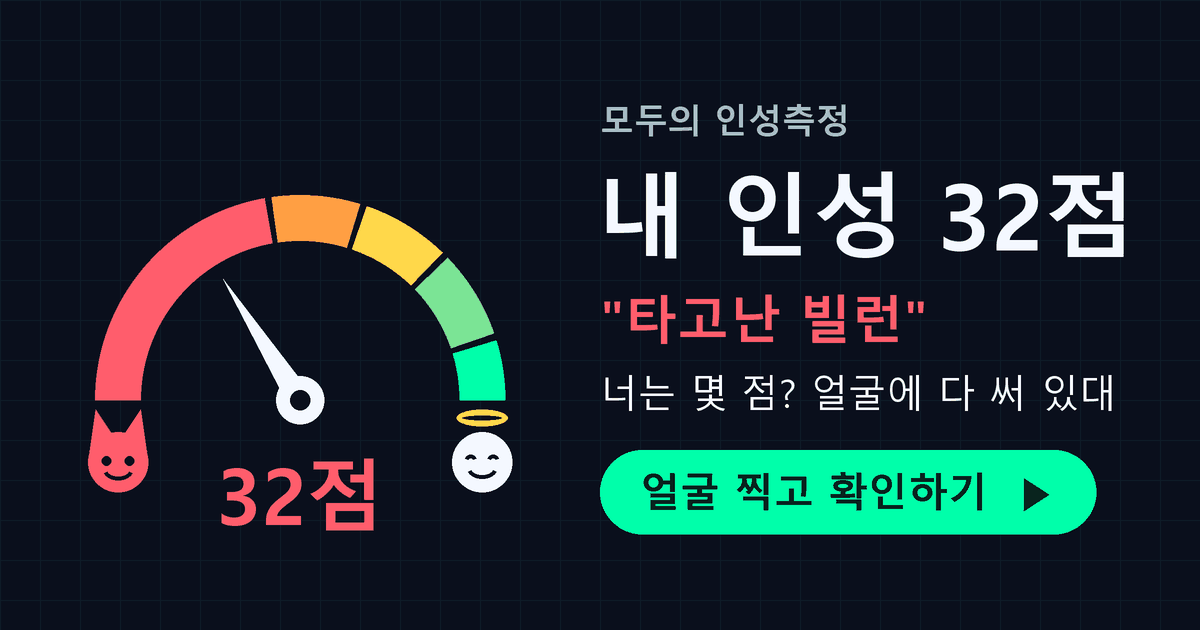 모두의 인성측정
내 인성 32점
"타고난 빌런"
너는 몇 점? 얼굴에 다 써 있대
얼굴 찍고 확인하기
32점